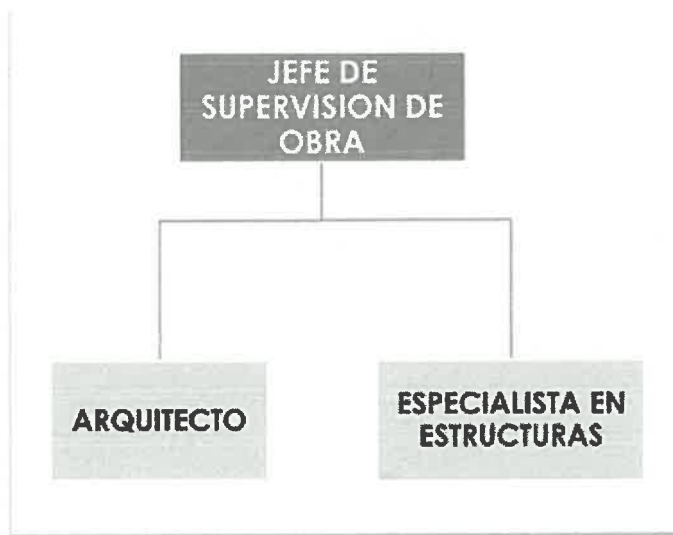 JEFE DE
SUPERVISION DE
OBRA
ARQUITECTO
ESPECIALISTA EN
ESTRUCTURAS